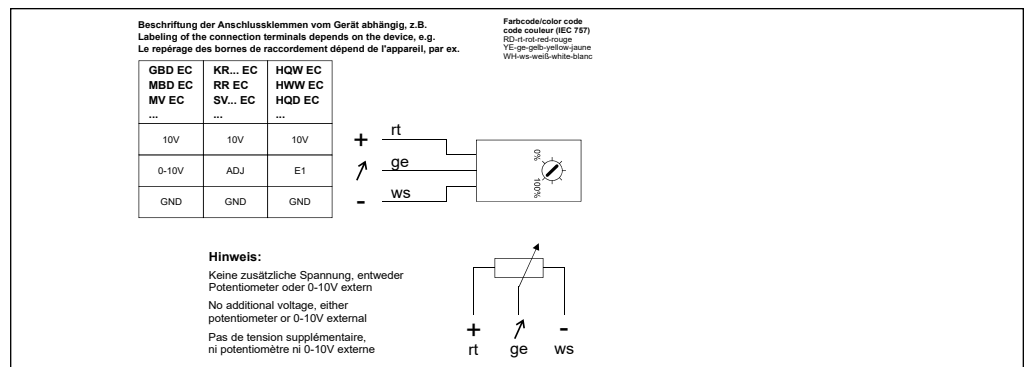 Beschriftung der Anschlussklemmen vom Gerät abhängig, z.B.
Labeling of the connection terminals depends on the device, e.g.
Le repérage des bornes de raccordement dépend de l'appareil, par ex.
Farbcode/color code
code couleur (IEC 757)
RD-rt-rot-red-rouge
YE-ge-gelb-yellow-jaune
WH-ws-weiß-white-blanc
GBD EC KR... EC HQW EC
MBD EC RR EC HWW EC
MV EC SV... EC HQD EC
... ... ...
10V 10V 10V
0-10V ADJ E1
GND GND GND
+ rt
ge
- ws
0%
100%
Hinweis:
Keine zusätzliche Spannung, entweder
Potentiometer oder 0-10V extern
No additional voltage, either
potentiometer or 0-10V external
Pas de tension supplémentaire,
ni potentiomètre ni 0-10V externe
+ -
rt ge ws